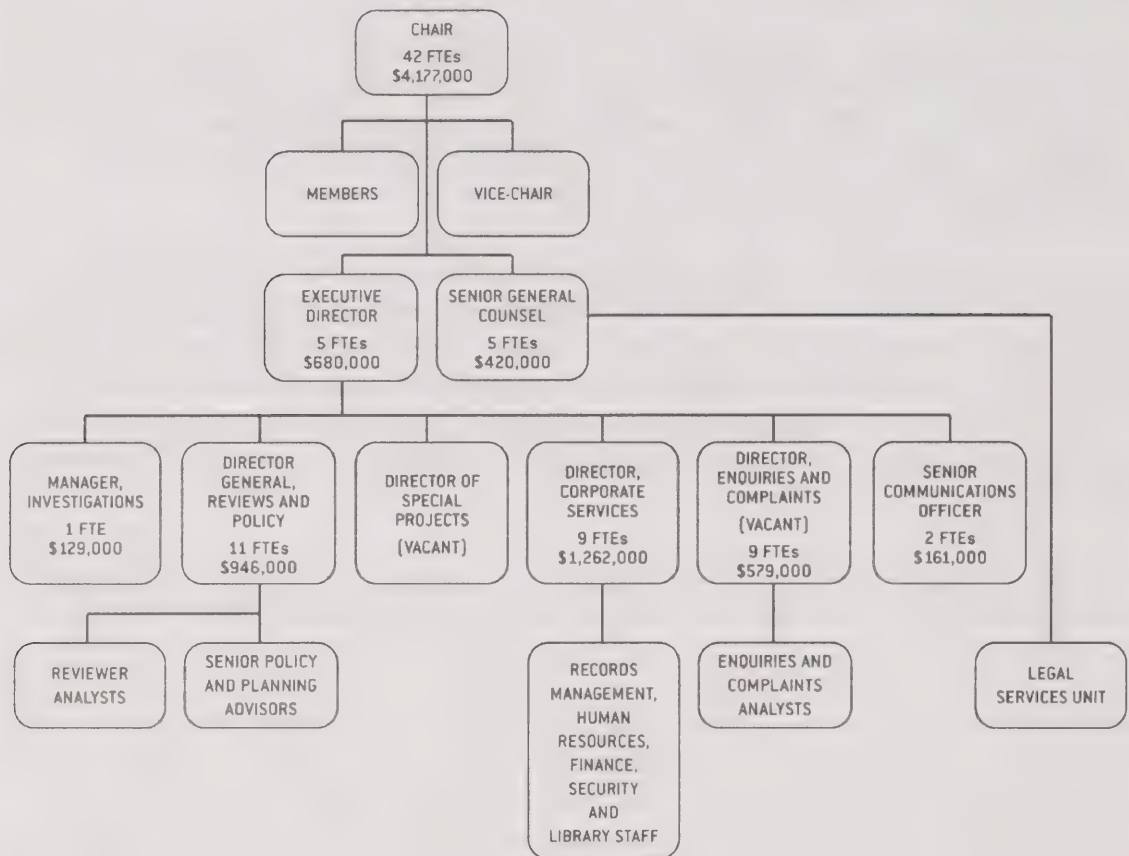 CHAIR
42 FTEs
$4,177,000
MEMBERS
VICE-CHAIR
EXECUTIVE
DIRECTOR
5 FTEs
$680,000
SENIOR GENERAL
COUNSEL
5 FTEs
$420,000
MANAGER,
INVESTIGATIONS
1 FTE
$129,000
DIRECTOR
GENERAL,
REVIEWS AND
POLICY
11 FTEs
$946,000
DIRECTOR OF
SPECIAL
PROJECTS
(VACANT)
DIRECTOR,
CORPORATE
SERVICES
9 FTEs
$1,262,000
DIRECTOR,
ENQUIRIES AND
COMPLAINTS
(VACANT)
9 FTEs
$579,000
SENIOR
COMMUNICATIONS
OFFICER
2 FTEs
$161,000
REVIEWER
ANALYSTS
SENIOR POLICY
AND PLANNING
ADVISORS
RECORDS
MANAGEMENT,
HUMAN
RESOURCES,
FINANCE,
SECURITY
AND
LIBRARY STAFF
ENQUIRIES AND
COMPLAINTS
ANALYSTS
LEGAL
SERVICES UNIT